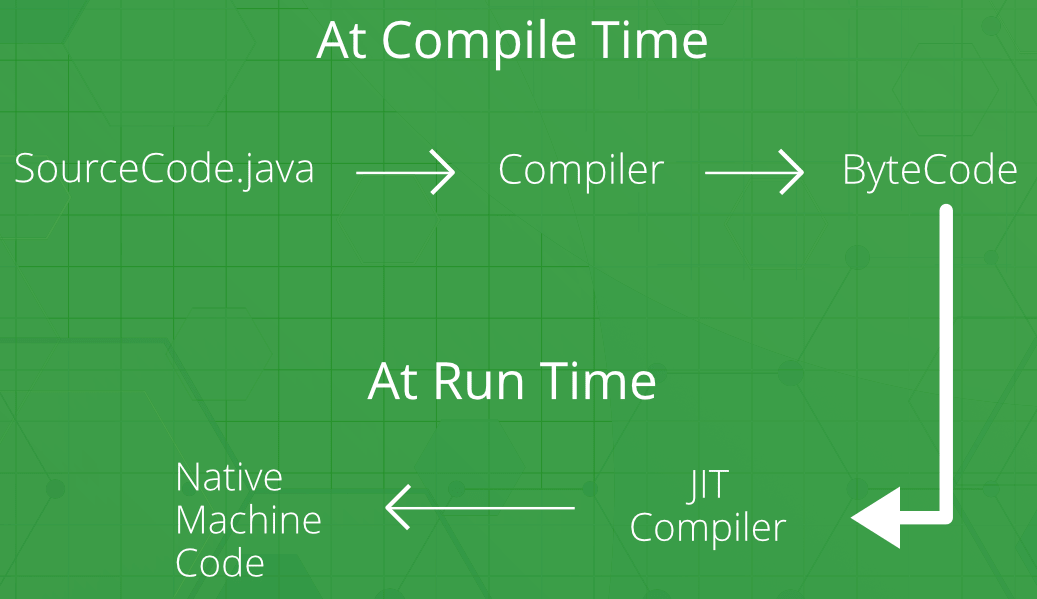 At Compile Time
SourceCode.java
Compiler
ByteCode
At Run Time
Native
Machine
Code
JIT
Compiler